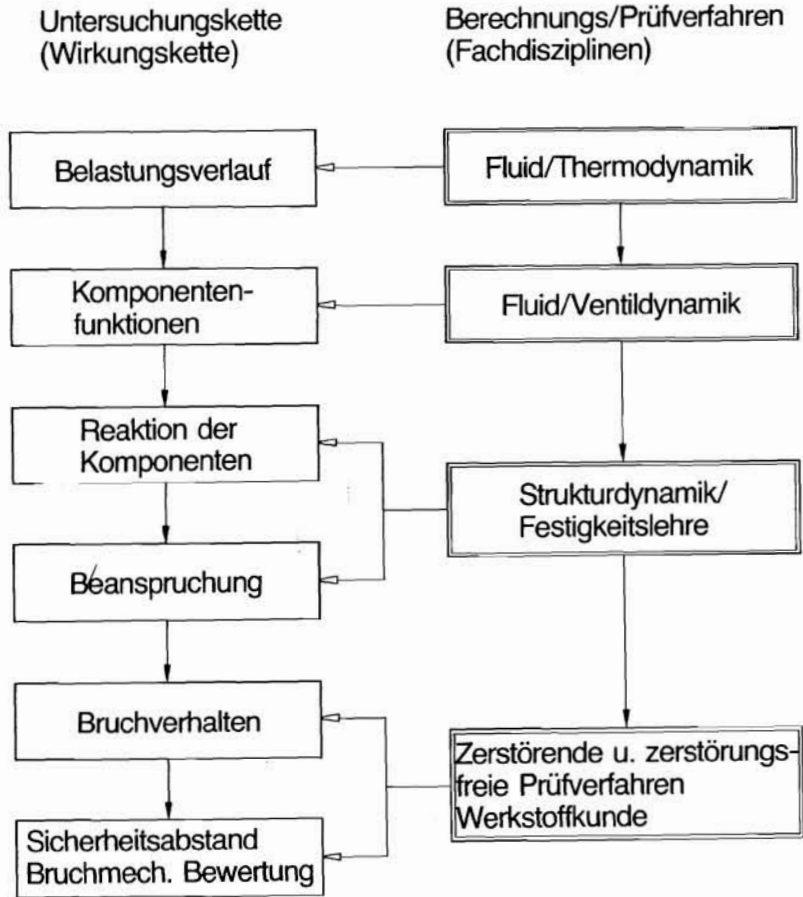 Untersuchungskette
(Wirkungskette)
Berechnungs/Prüfverfahren
(Fachdisziplinen)
Belastungsverlauf
Fluid/Thermodynamik
Komponenten-
funktionen
Fluid/Ventildynamik
Reaktion der
Komponenten
Strukturdynamik/
Festigkeitslehre
Beanspruchung
Bruchverhalten
Zerstörende u. zerstörungs-
freie Prüfverfahren
Werkstoffkunde
Sicherheitsabstand
Bruchmech. Bewertung